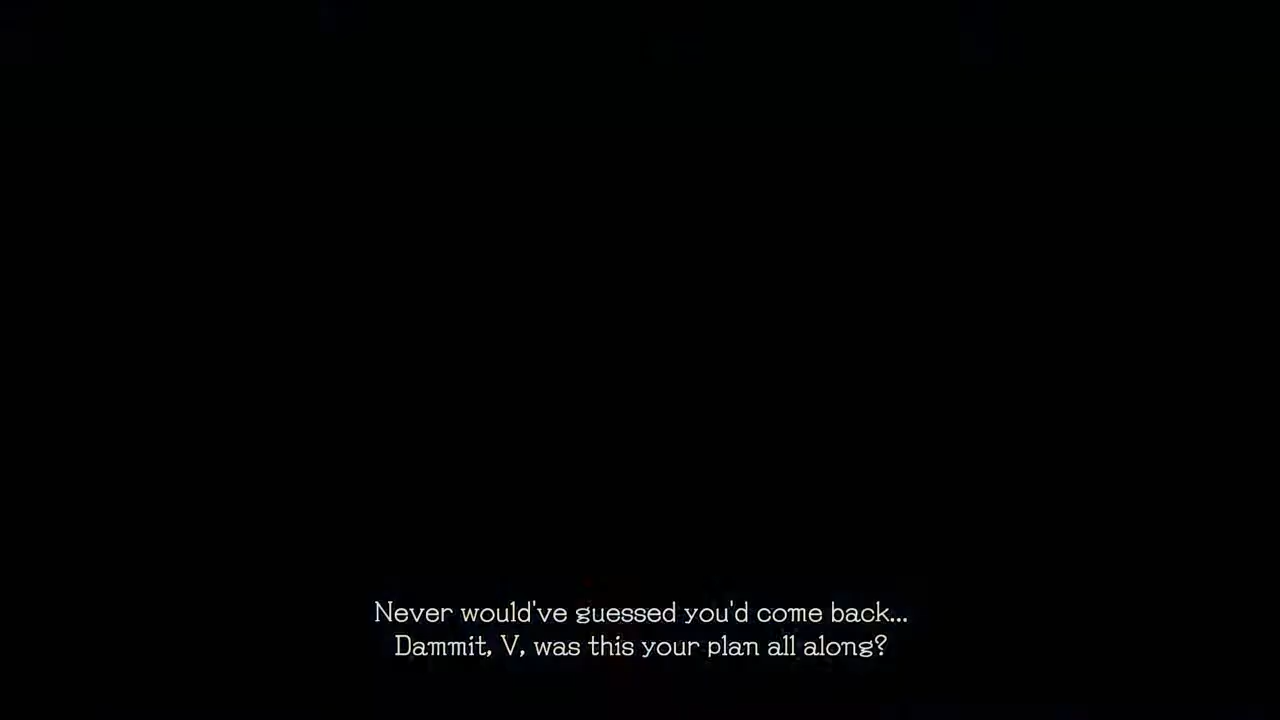 Never would've guessed you'd come back...
Dammit, V, was this your plan all along?